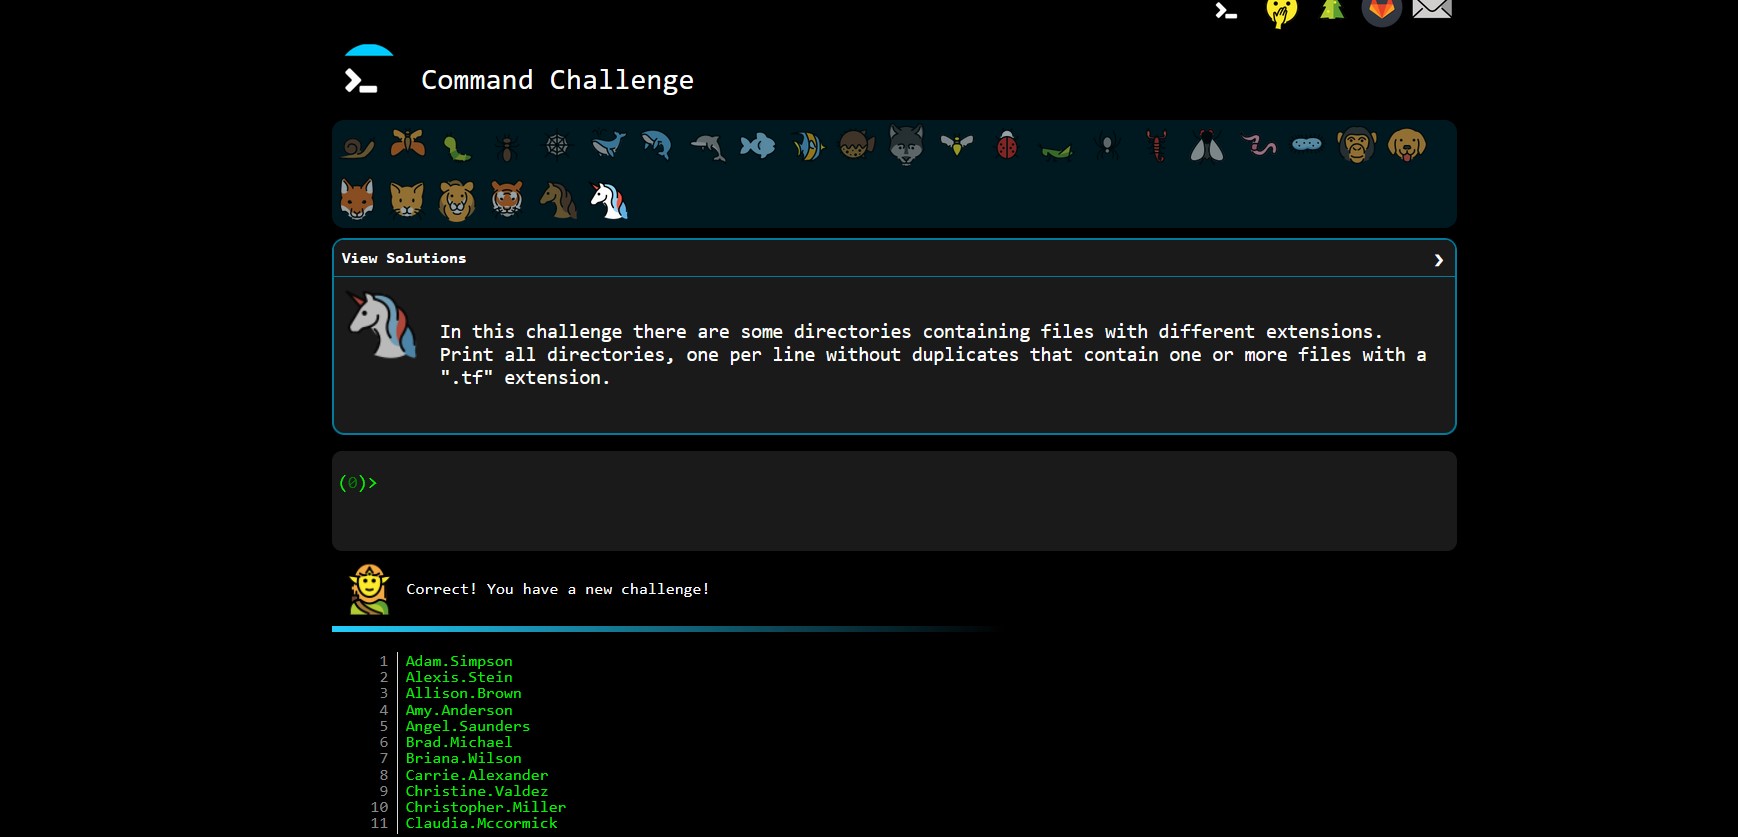 Command Challenge
View Solutions
In this challenge there are some directories containing files with different extensions.
Print all directories, one per line without duplicates that contain one or more files with a
".tf" extension.
(0)>
Correct! You have a new challenge!
1 Adam.Simpson
2 Alexis.Stein
3 Allison.Brown
4 Amy.Anderson
5 Angel.Saunders
6 Brad.Michael
7 Briana.Wilson
8 Carrie.Alexander
9 Christine.Valdez
10 Christopher.Miller
11 Claudia.Mccormick